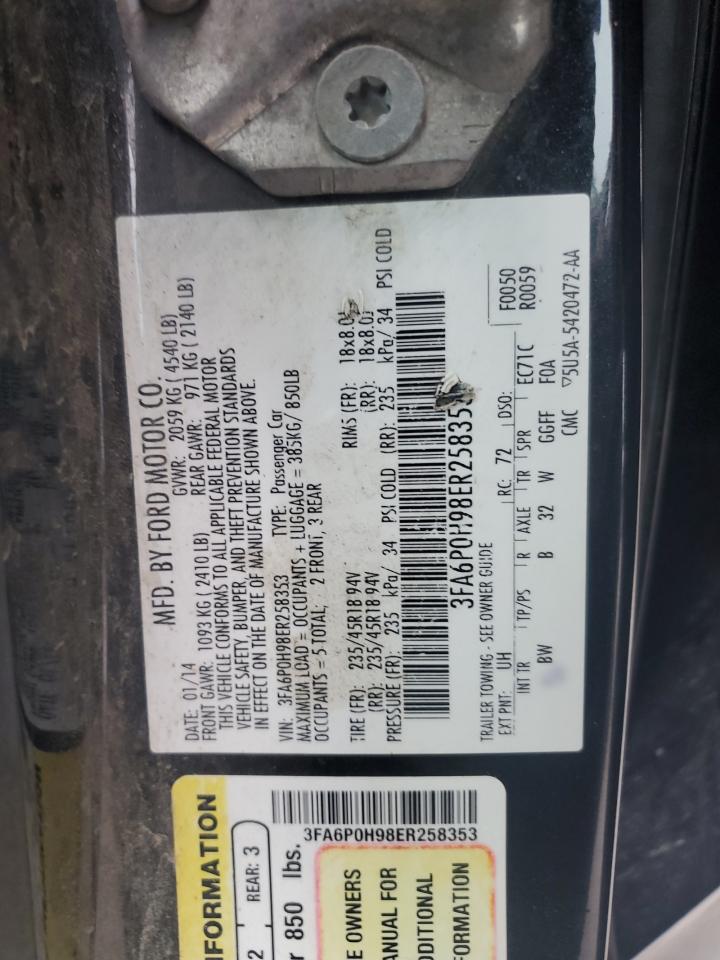 MFD. BY FORD MOTOR CO.
DATE: 01/14 GVWR: 2059 KG ( 4540 LB)
FRONT GAWR: 1093 KG ( 2410 LB) REAR GAWR: 971 KG ( 2140 LB)
THIS VEHICLE CONFORMS TO ALL APPLICABLE FEDERAL MOTOR
VEHICLE SAFETY, BUMPER, AND THEFT PREVENTION STANDARDS
IN EFFECT ON THE DATE OF MANUFACTURE SHOWN ABOVE.
VIN: 3FA6P0H98ER258353 TYPE: Passenger Car
MAXIMUM LOAD = OCCUPANTS + LUGGAGE = 385KG/ 850LB
OCCUPANTS = 5 TOTAL; 2 FRONT, 3 REAR
TIRE (FR): 235/45R18 94V RIMS (FR): 18x8.0J
(RR): 235/45R18 94V (RR): 18x8.0J
PRESSURE (FR): 235 kPa/ 34 PSI COLD (RR): 235 kPa/ 34 PSI COLD
3FA6P0H98ER258353
TRAILER TOWING - SEE OWNER GUIDE
EXT PNT: UH RC: 72 DSO: F0050
R0059
INT TR TP/PS R AXLE TR SPR EC71C
BW B 32 W GGFF F0A
CMC ▽5U5A-5420472-AA
3FA6P0H98ER258353
NFORMATION
2 REAR: 3
r 850 lbs.
E OWNERS
ANUAL FOR
DDITIONAL
FORMATION